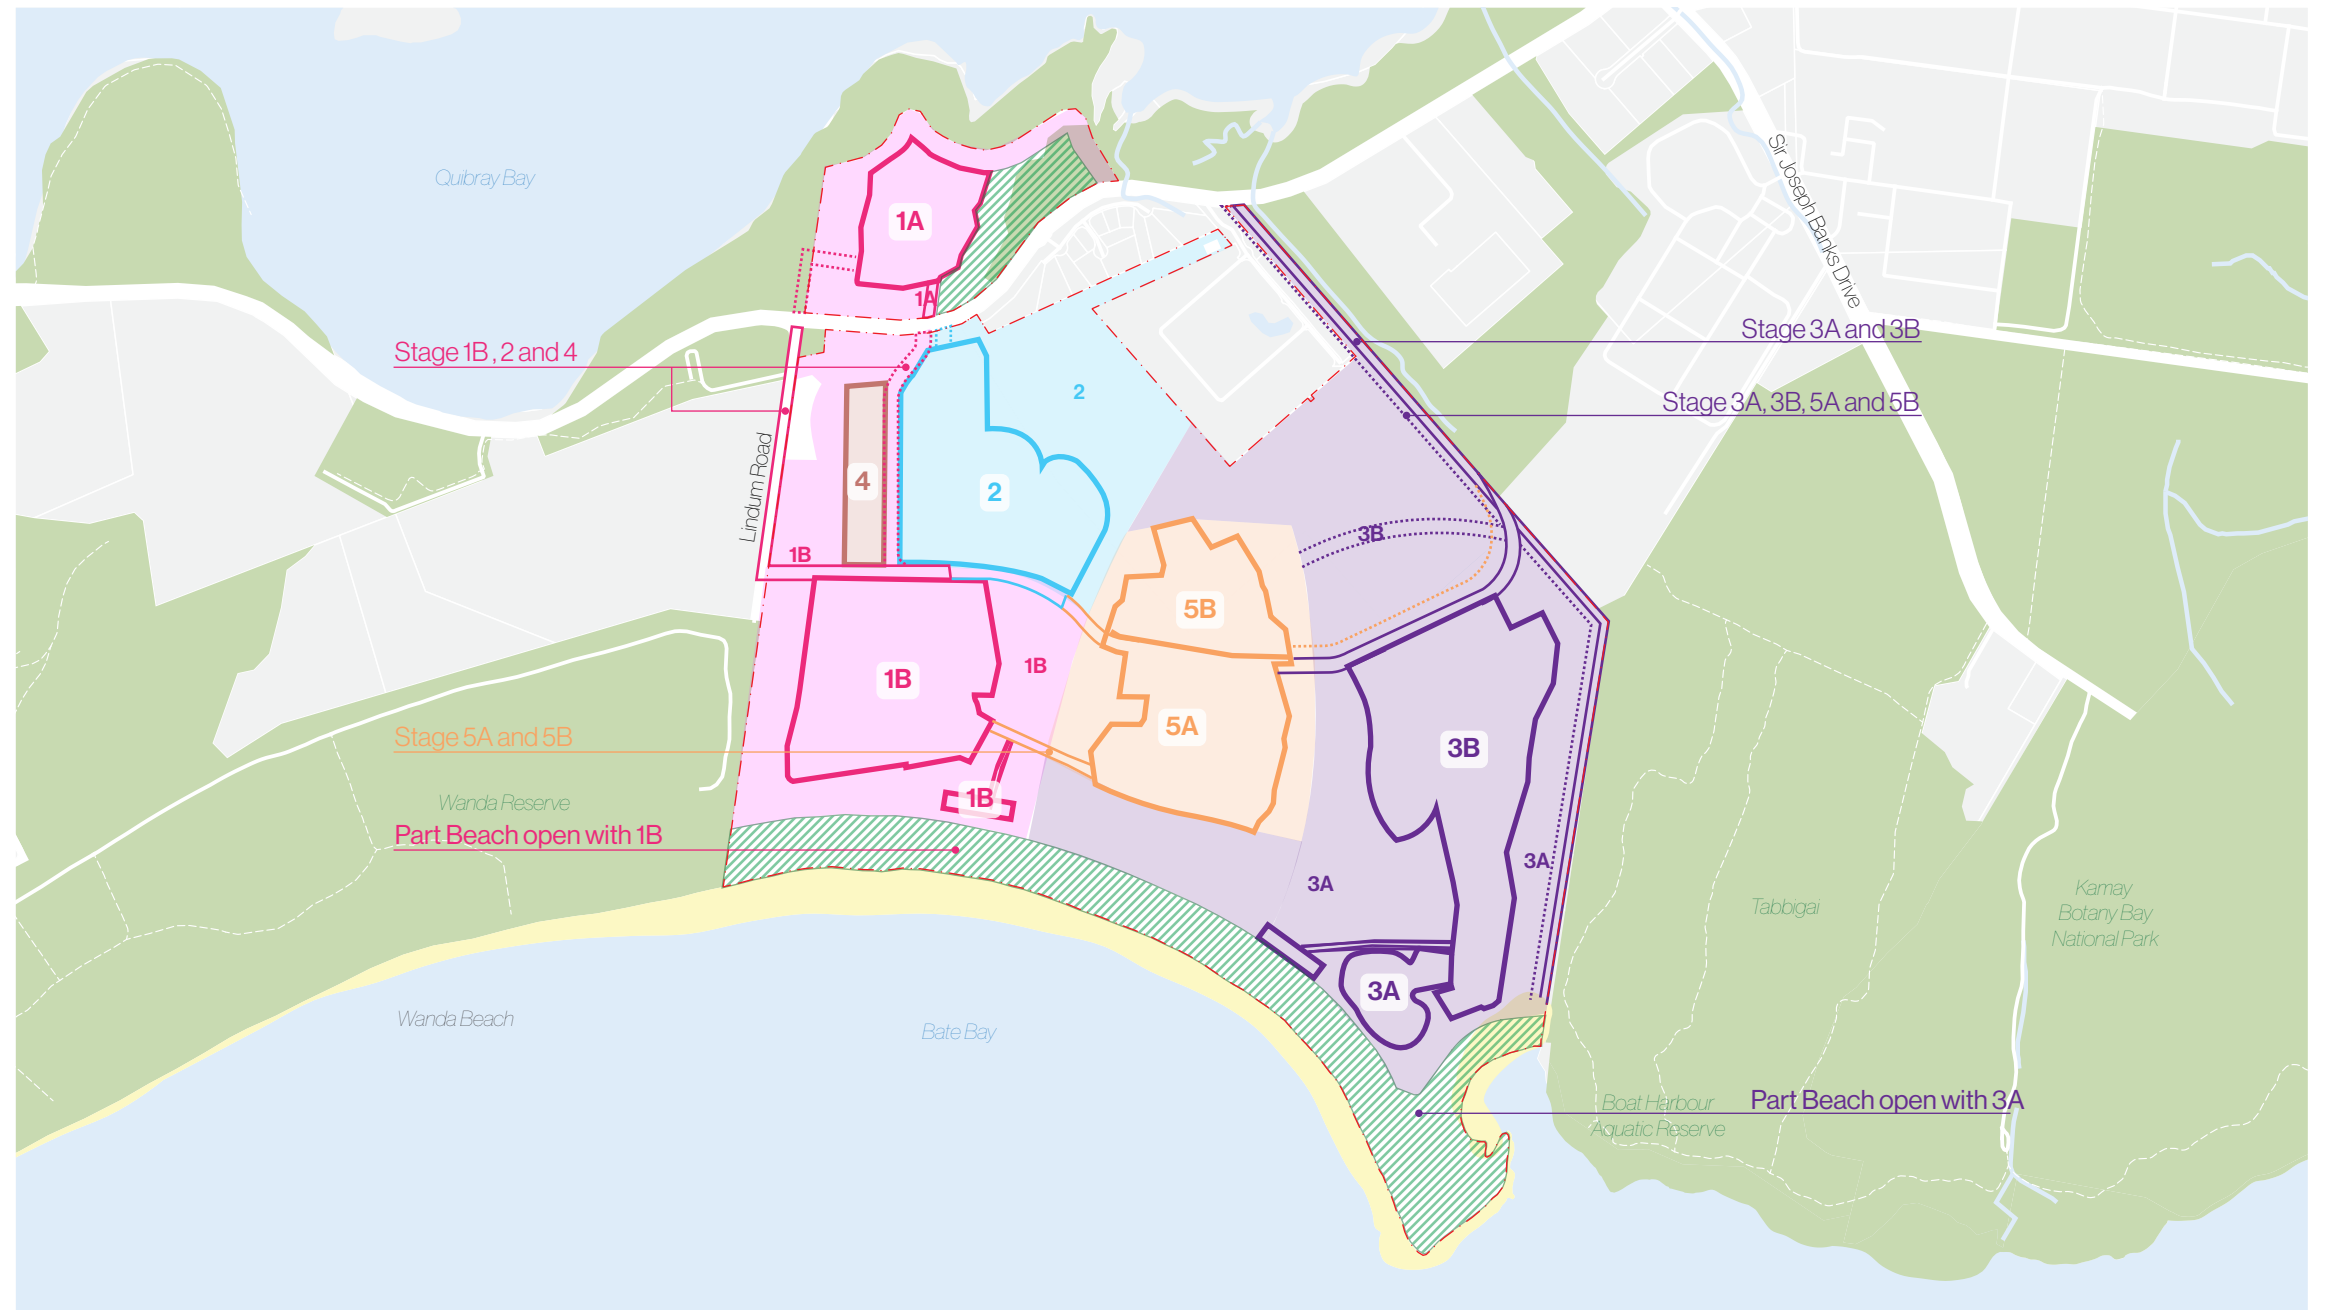 Sir Joseph Banks Drive
Quibray Bay
1A
1A
Stage 3A and 3B
Stage 1B , 2 and 4
2
Stage 3A, 3B, 5A and 5B
Lindum Road
4
2
3B
1B
5B
1B
1B
5A
Stage 5A and 5B
3B
Wanda Reserve
1B
Part Beach open with 1B
3A
3A
Kamay
Botany Bay
National Park
Tabbigai
3A
Wanda Beach
Bate Bay
Boat Harbour
Aquatic Reserve
Part Beach open with 3A